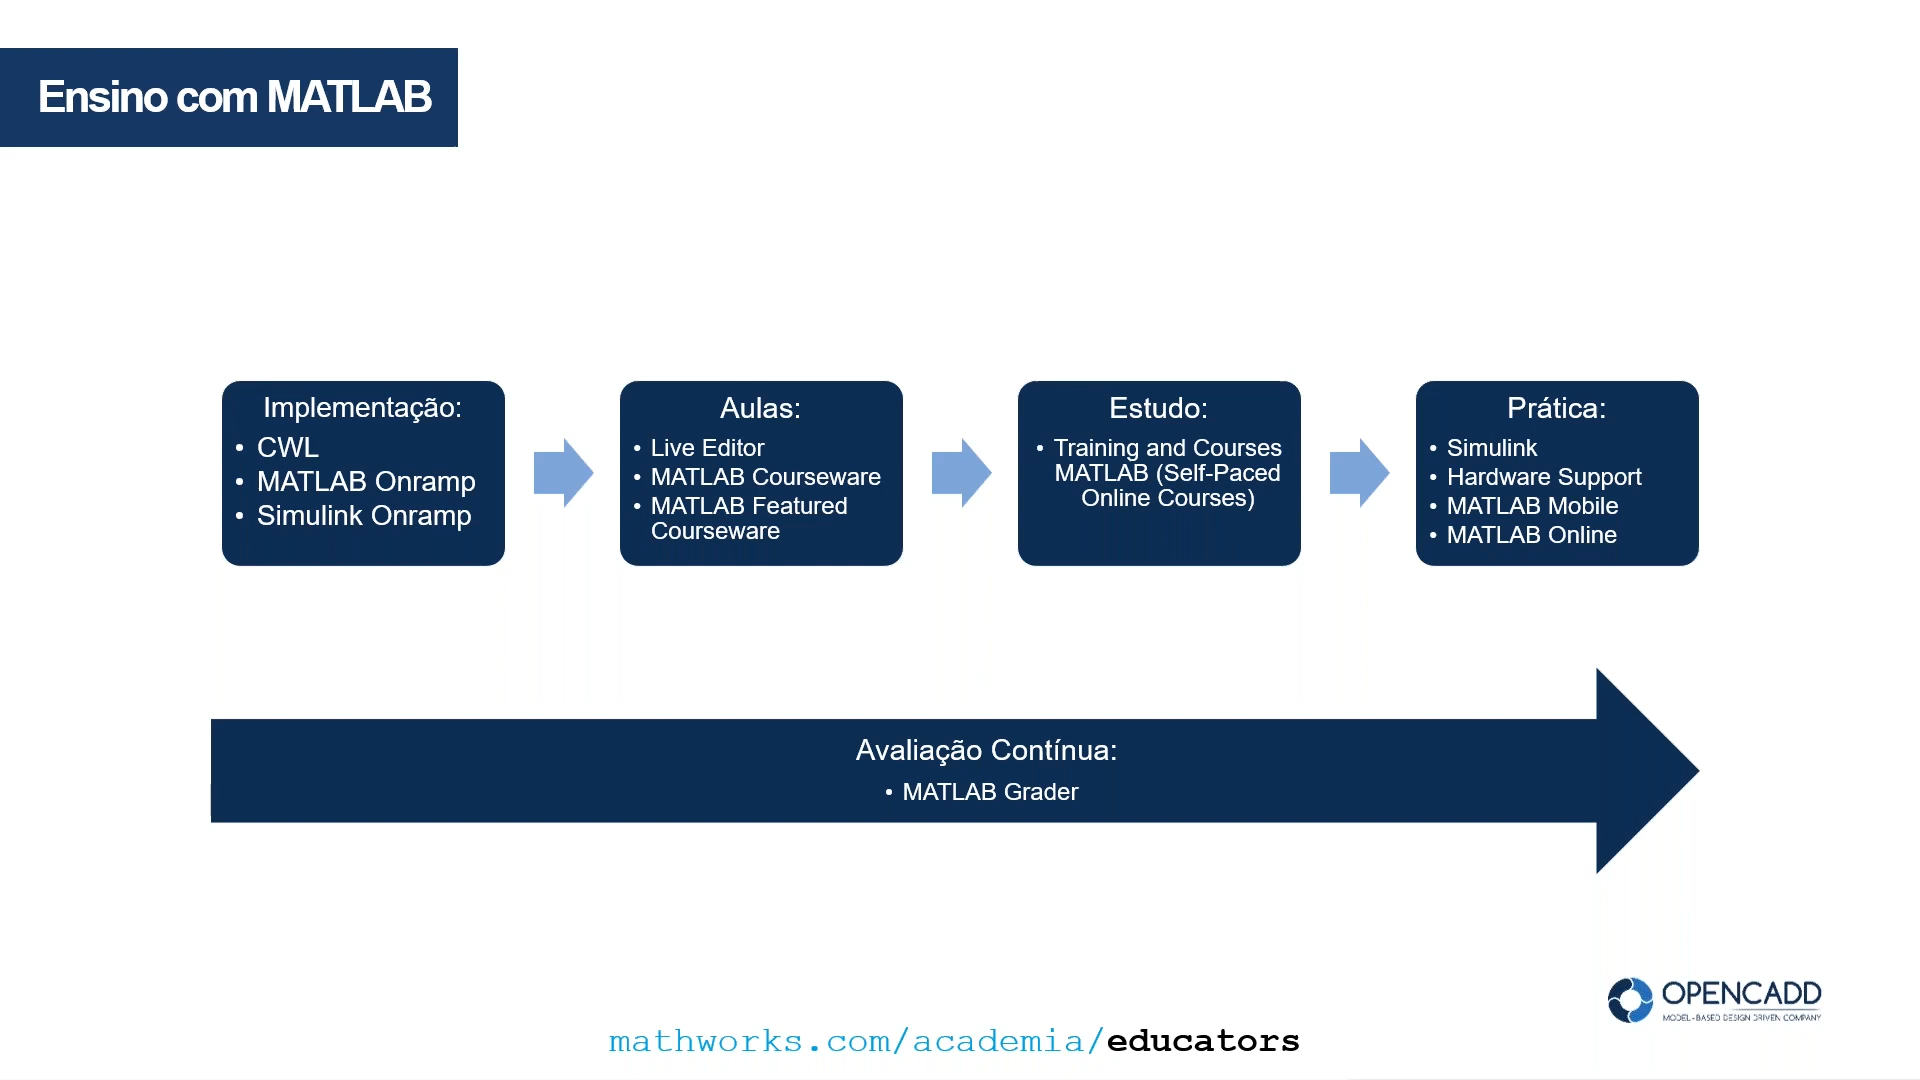 Ensino com MATLAB
Implementação:
• CWL
• MATLAB Onramp
• Simulink Onramp
Aulas:
• Live Editor
• MATLAB Courseware
• MATLAB Featured
Courseware
Estudo:
• Training and Courses
MATLAB (Self-Paced
Online Courses)
Prática:
• Simulink
• Hardware Support
• MATLAB Mobile
• MATLAB Online
Avaliação Contínua:
• MATLAB Grader
OPENCADD
MODEL-BASED DESIGN DRIVEN COMPANY
mathworks.com/academia/educators